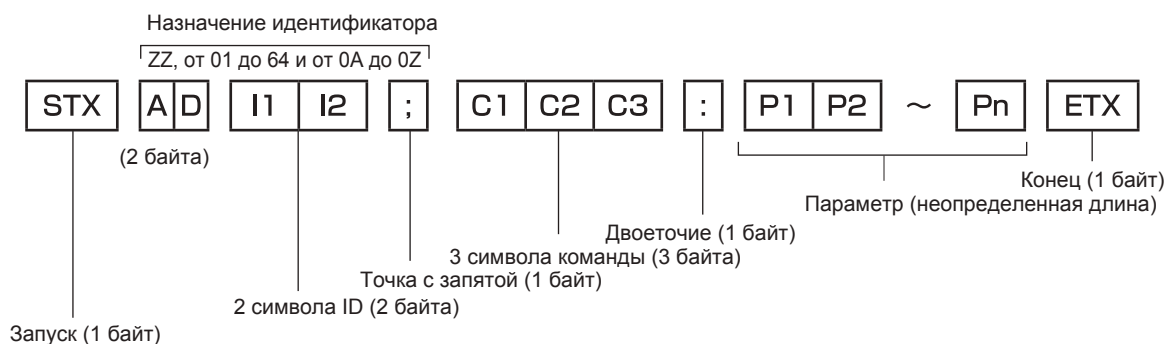 Назначение идентификатора
ZZ, от 01 до 64 и от 0A до 0Z
STX A D I1 I2 ; C1 C2 C3 : P1 P2 ~ Pn ETX
(2 байта)
Конец (1 байт)
Параметр (неопределенная длина)
Двоеточие (1 байт)
3 символа команды (3 байта)
Точка с запятой (1 байт)
2 символа ID (2 байта)
Запуск (1 байт)